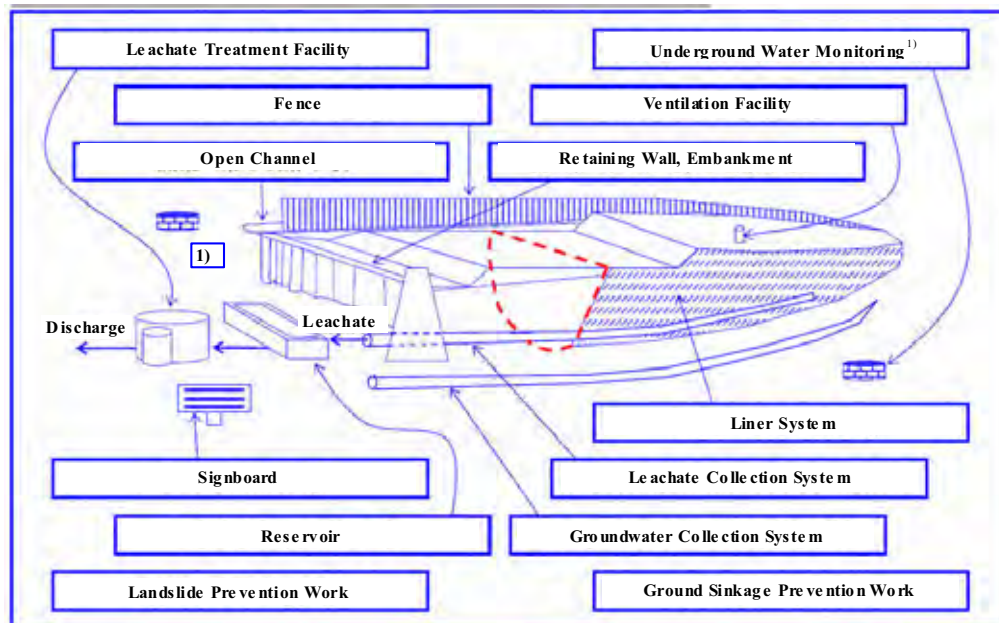 Leachate Treatment Facility
Underground Water Monitoring 1)
Fence
Ventilation Facility
Open Channel
Retaining Wall, Embankment
1)
Discharge
Leachate
Liner System
Signboard
Leachate Collection System
Reservoir
Groundwater Collection System
Landslide Prevention Work
Ground Sinkage Prevention Work